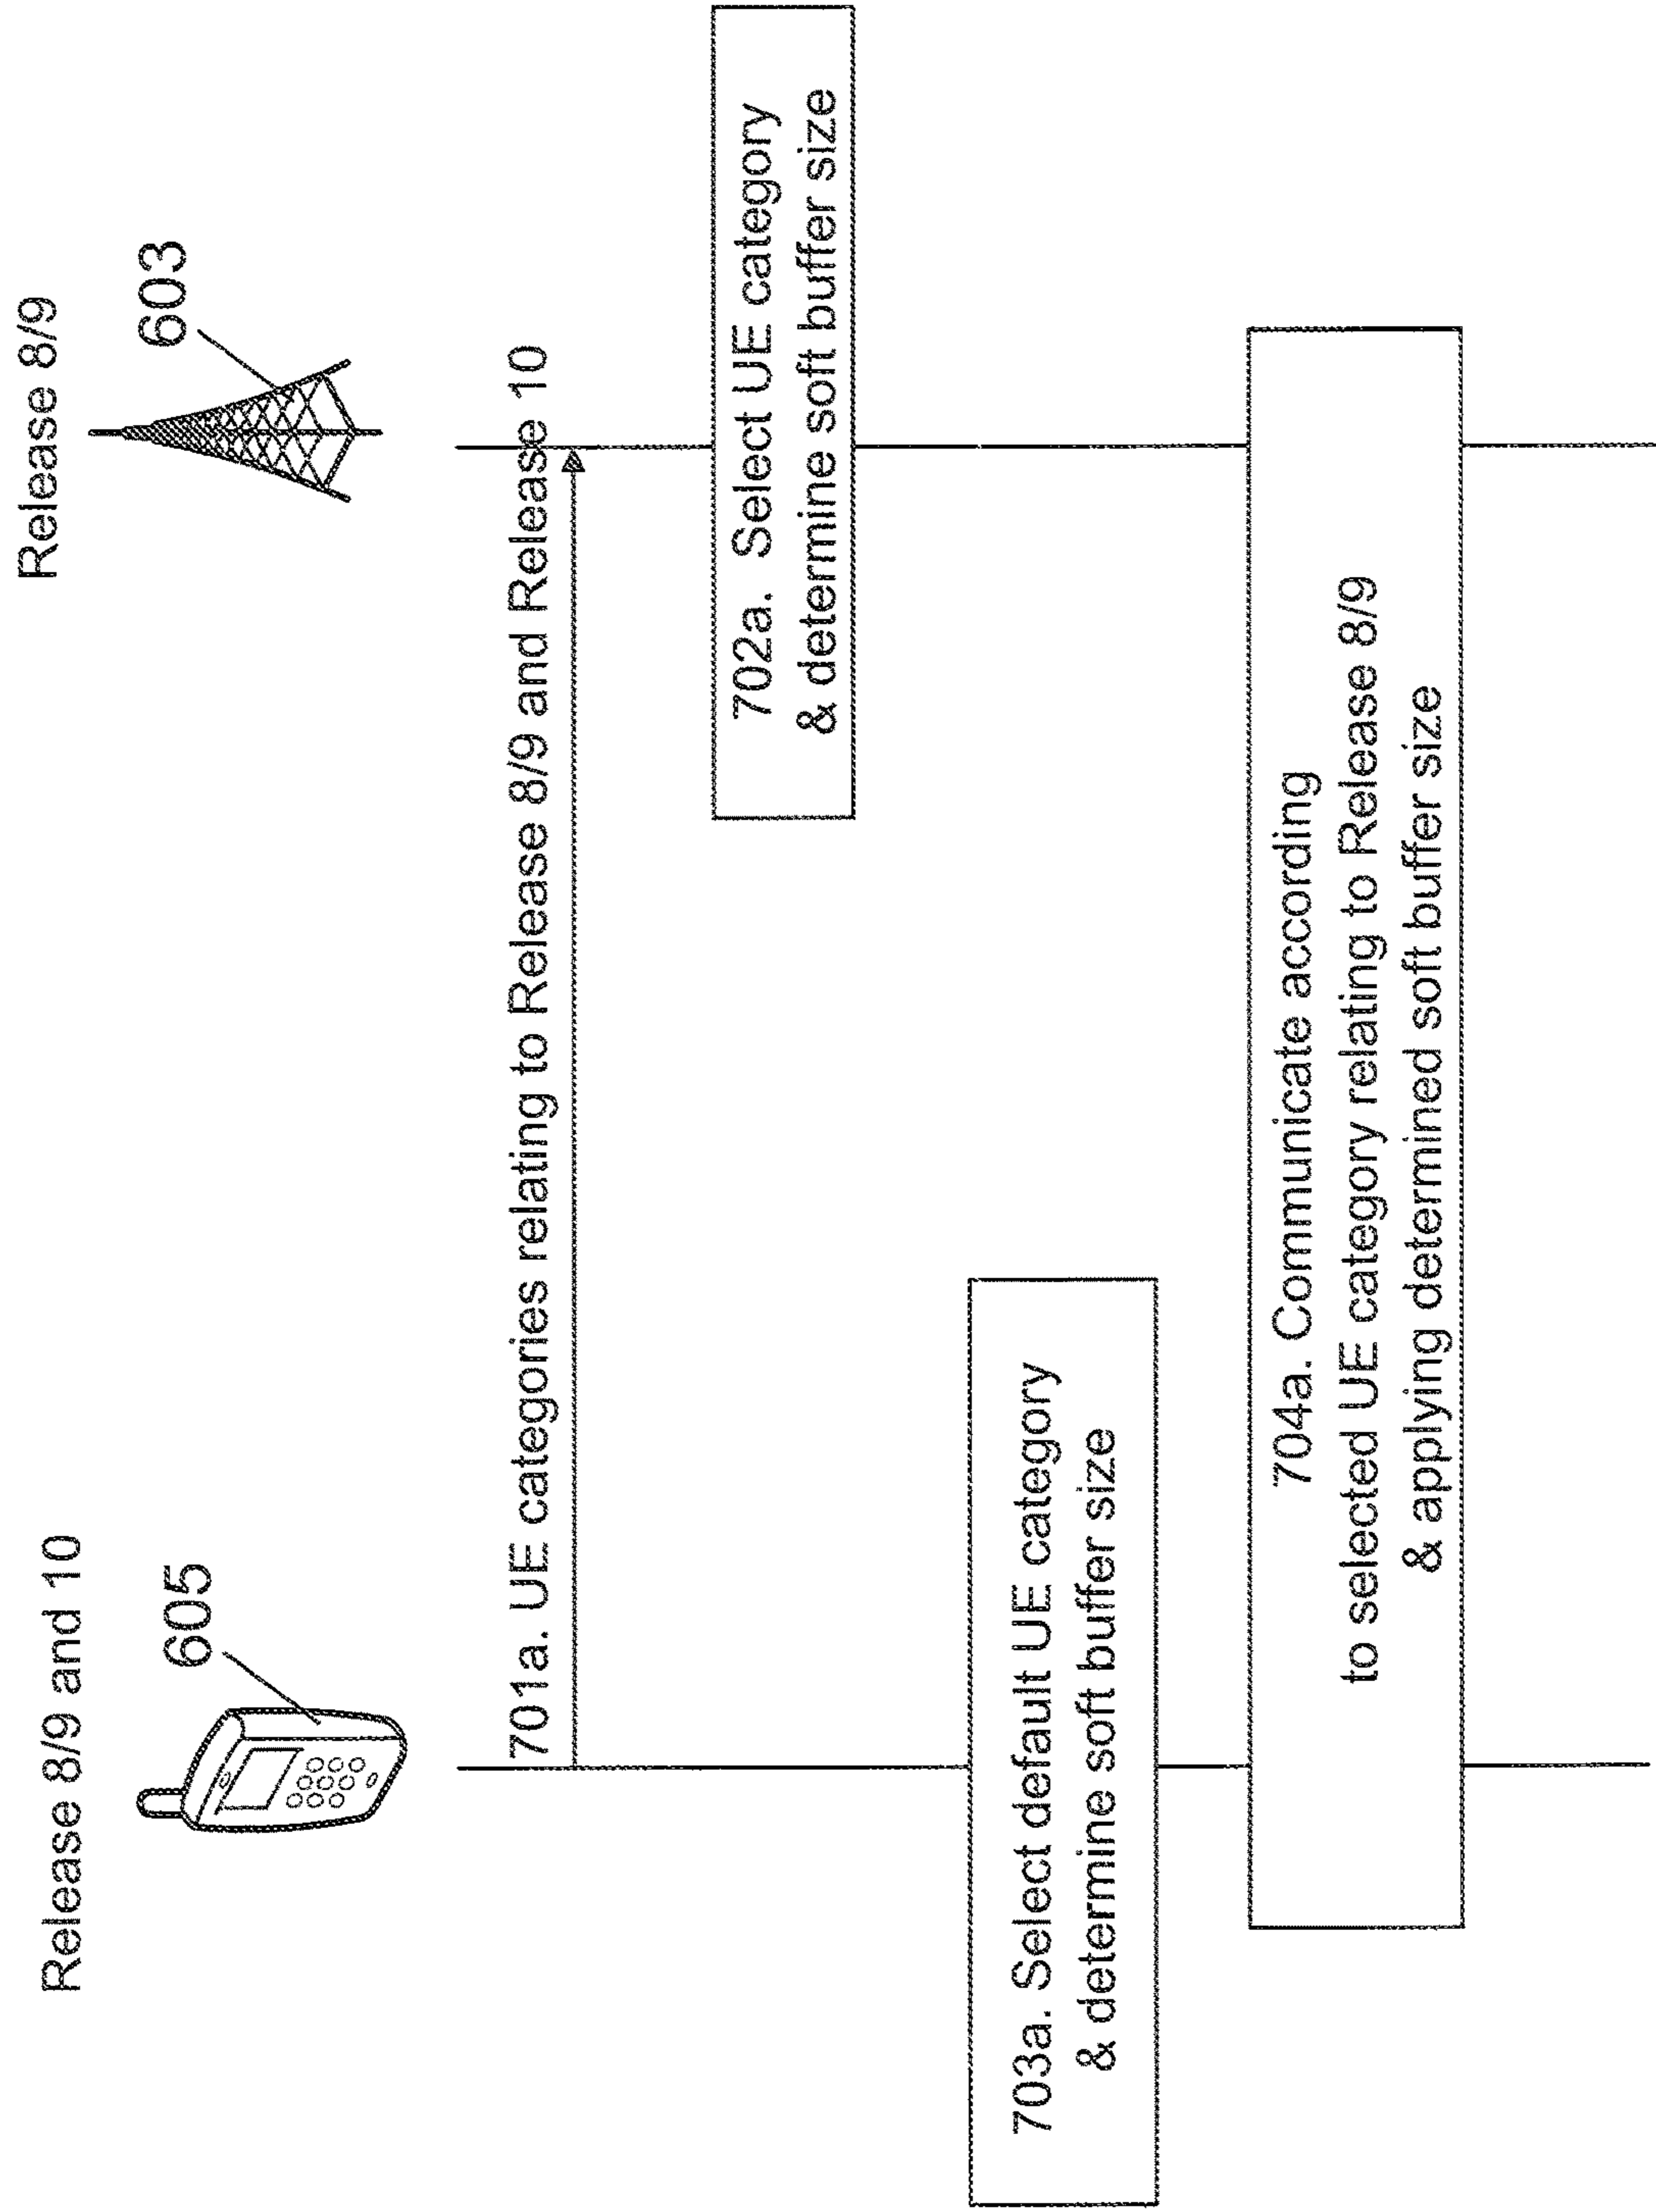 Release 8/9 and 10
605
Release 8/9
603
701a. UE categories relating to Release 8/9 and Release 10
702a. Select UE category
& determine soft buffer size
703a. Select default UE category
& determine soft buffer size
704a. Communicate according
to selected UE category relating to Release 8/9
& applying determined soft buffer size